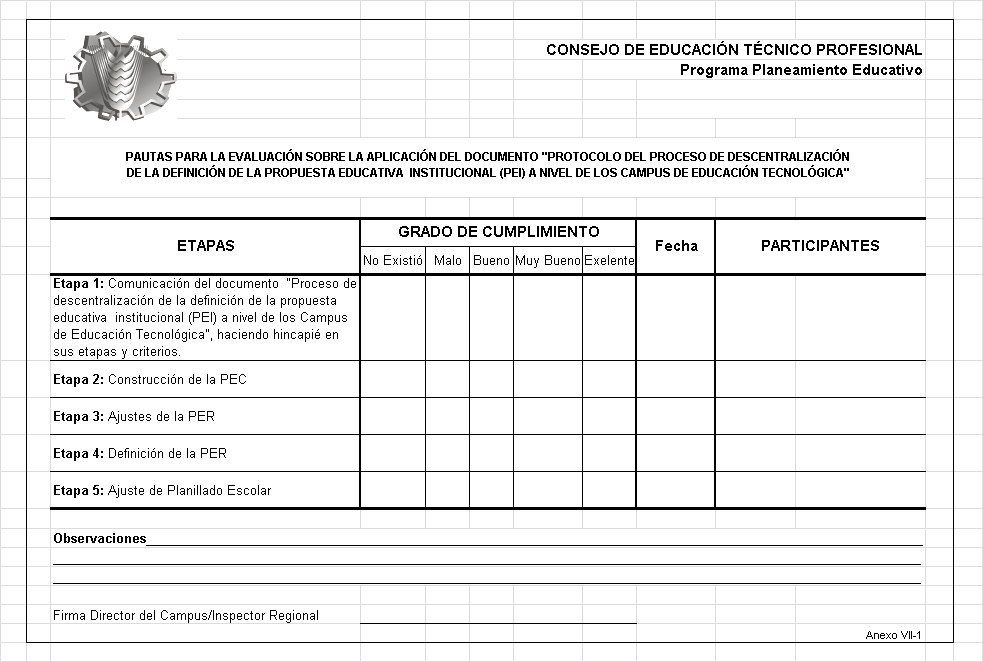 CONSEJO DE EDUCACIÓN TÉCNICO PROFESIONAL
Programa Planeamiento Educativo
PAUTAS PARA LA EVALUACIÓN SOBRE LA APLICACIÓN DEL DOCUMENTO "PROTOCOLO DEL PROCESO DE DESCENTRALIZACIÓN
DE LA DEFINICIÓN DE LA PROPUESTA EDUCATIVA INSTITUCIONAL (PEI) A NIVEL DE LOS CAMPUS DE EDUCACIÓN TECNOLÓGICA"
ETAPAS
GRADO DE CUMPLIMIENTO
Fecha
PARTICIPANTES
No Existió Malo Bueno Muy Bueno Exelente
Etapa 1: Comunicación del documento "Proceso de
descentralización de la definición de la propuesta
educativa institucional (PEI) a nivel de los Campus
de Educación Tecnológica", haciendo hincapié en
sus etapas y criterios.
Etapa 2: Construcción de la PEC
Etapa 3: Ajustes de la PER
Etapa 4: Definición de la PER
Etapa 5: Ajuste de Planillado Escolar
Observaciones
Firma Director del Campus/Inspector Regional
Anexo VII-1